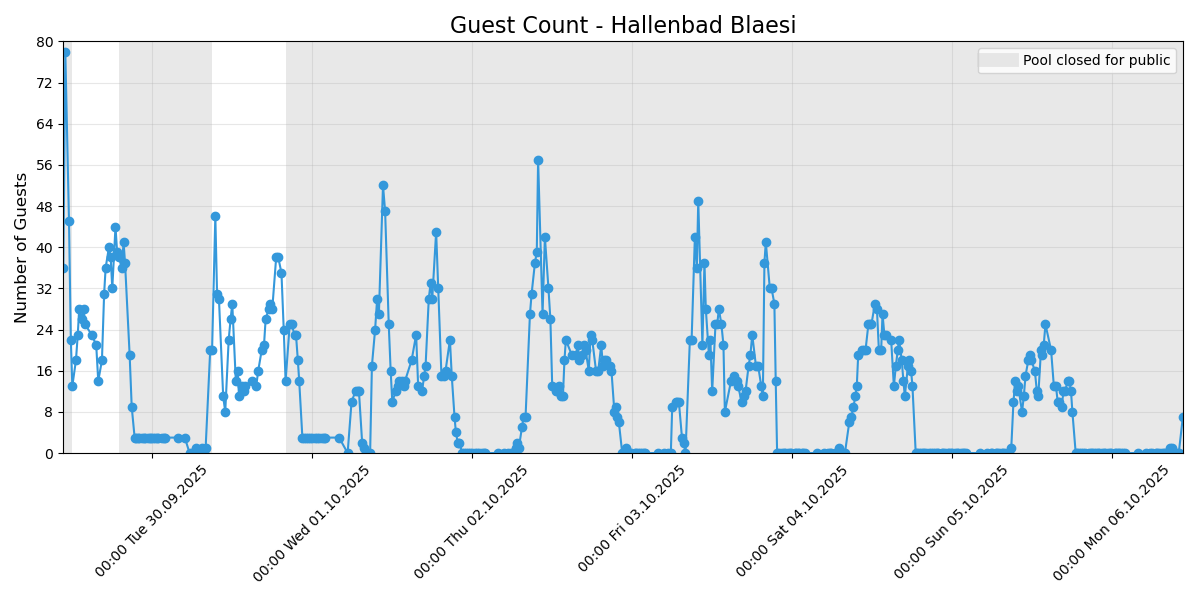 Guest Count - Hallenbad Blaesi
Number of Guests
80
72
64
56
48
40
32
24
16
8
0
Pool closed for public
00:00 Tue 30.09.2025
00:00 Wed 01.10.2025
00:00 Thu 02.10.2025
00:00 Fri 03.10.2025
00:00 Sat 04.10.2025
00:00 Sun 05.10.2025
00:00 Mon 06.10.2025